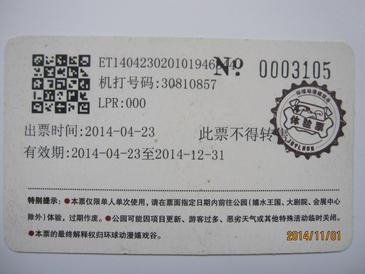 ET14042302010194
No. 0003105
机打号码:30810857
LPR:000
出票时间:2014-04-23
此票不得转
有效期:2014-04-23至2014-12-31
体验票
特别提示: ●本票仅限单人单次使用,请在票面指定日期内前往公园(嬉水王国、大剧院、会展中心
除外)体验,过期作废。●公园可能因项目更新、游客过多、恶劣天气或其他特殊活动临时关闭。
●本票的最终解释权归环球动漫嬉戏谷。
2014/11/01